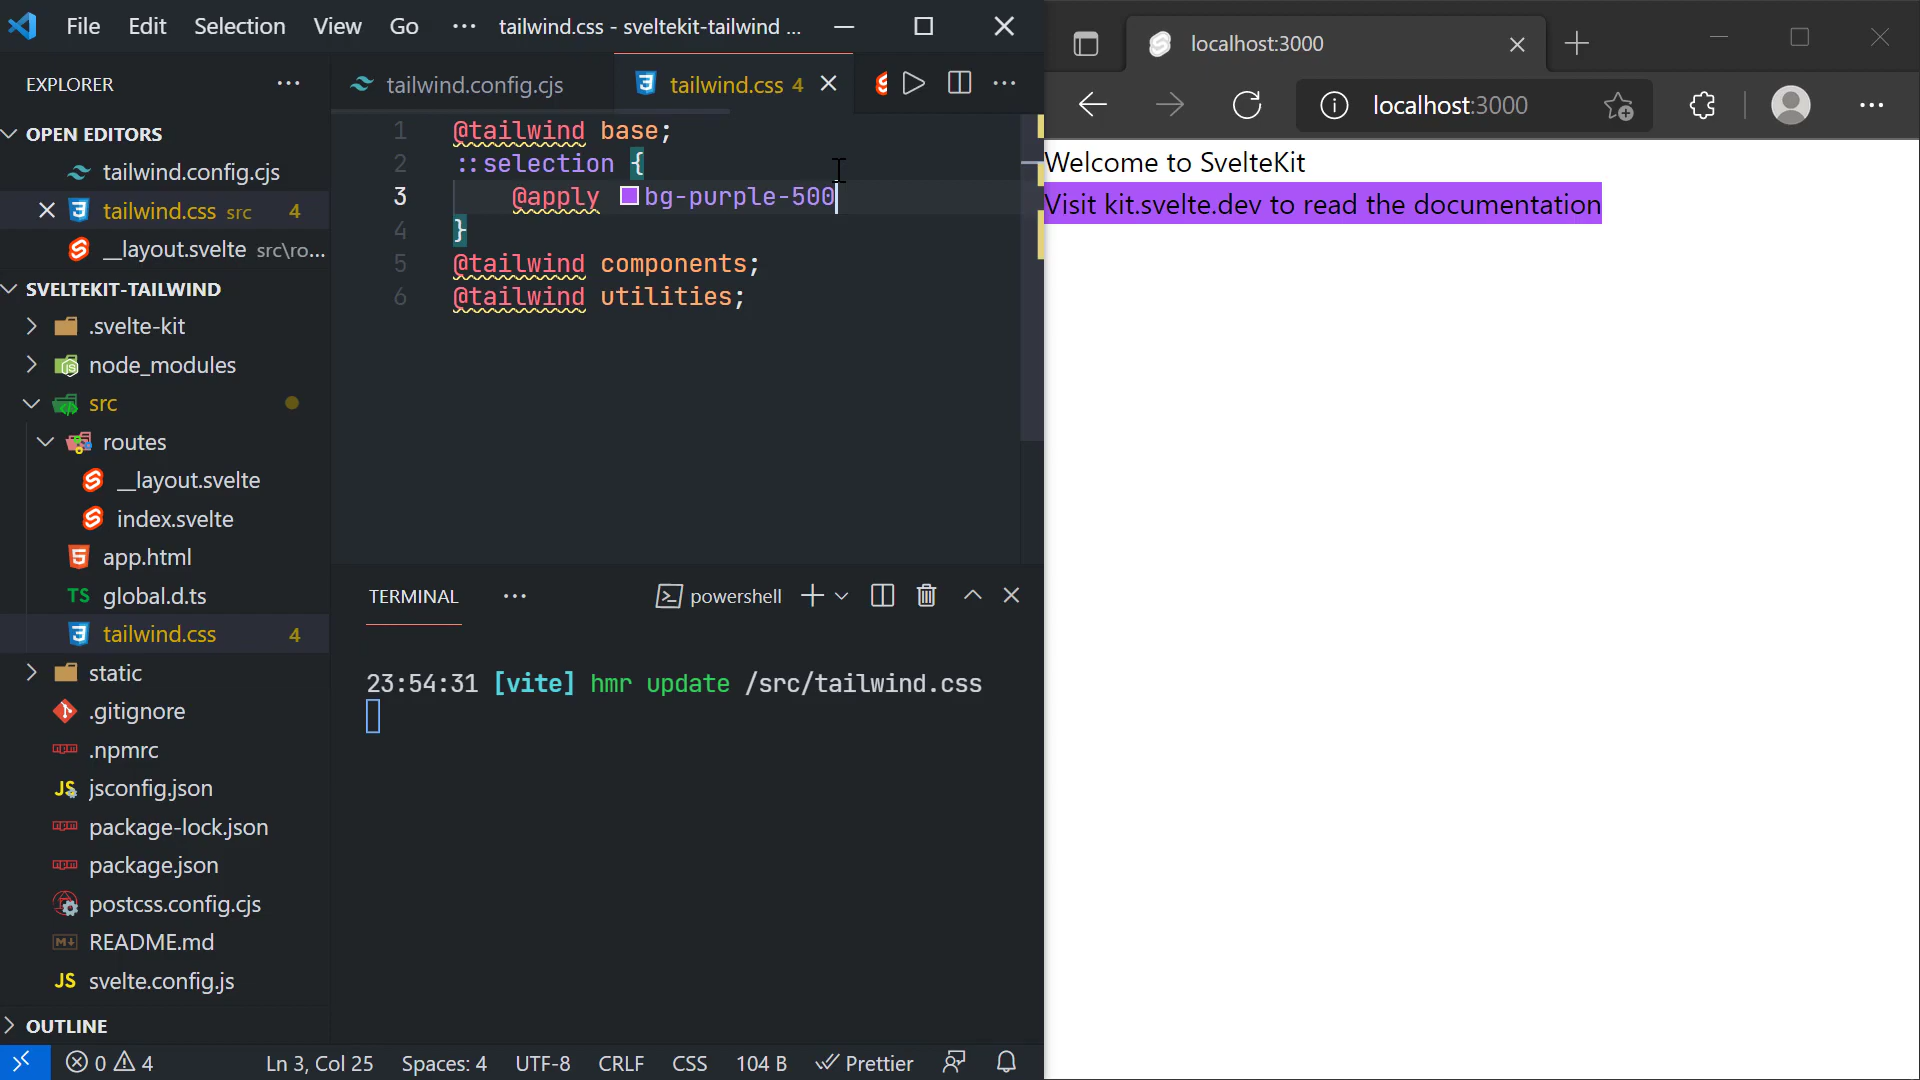 File Edit Selection View Go ··· tailwind.css - sveltekit-tailwind ...
EXPLORER ···
OPEN EDITORS
tailwind.config.cjs
tailwind.css src 4
__layout.svelte src\ro...
SVELTEKIT-TAILWIND
.svelte-kit
node_modules
src
routes
__layout.svelte
index.svelte
app.html
TS global.d.ts
tailwind.css 4
static
.gitignore
.npmrc
JS jsconfig.json
package-lock.json
package.json
postcss.config.cjs
README.md
JS svelte.config.js
OUTLINE
tailwind.config.cjs tailwind.css 4
1 @tailwind base;
2 ::selection {
3 @apply bg-purple-500
4 }
5 @tailwind components;
6 @tailwind utilities;
TERMINAL ··· powershell
23:54:31 [vite] hmr update /src/tailwind.css
0 4 Ln 3, Col 25 Spaces: 4 UTF-8 CRLF CSS 104 B Prettier
localhost:3000
localhost:3000
Welcome to SvelteKit
Visit kit.svelte.dev to read the documentation